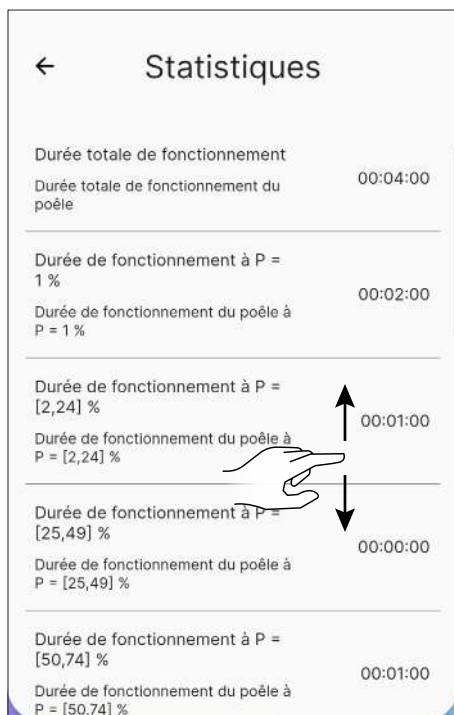 Statistiques
Durée totale de fonctionnement
Durée totale de fonctionnement du
poêle
00:04:00
Durée de fonctionnement à P =
1 %
Durée de fonctionnement du poêle à
P = 1 %
00:02:00
Durée de fonctionnement à P =
[2,24] %
Durée de fonctionnement du poêle à
P = [2,24] %
00:01:00
Durée de fonctionnement à P =
[25,49] %
Durée de fonctionnement du poêle à
P = [25,49] %
00:00:00
Durée de fonctionnement à P =
[50,74] %
Durée de fonctionnement du poêle à
P = [50,74] %
00:01:00